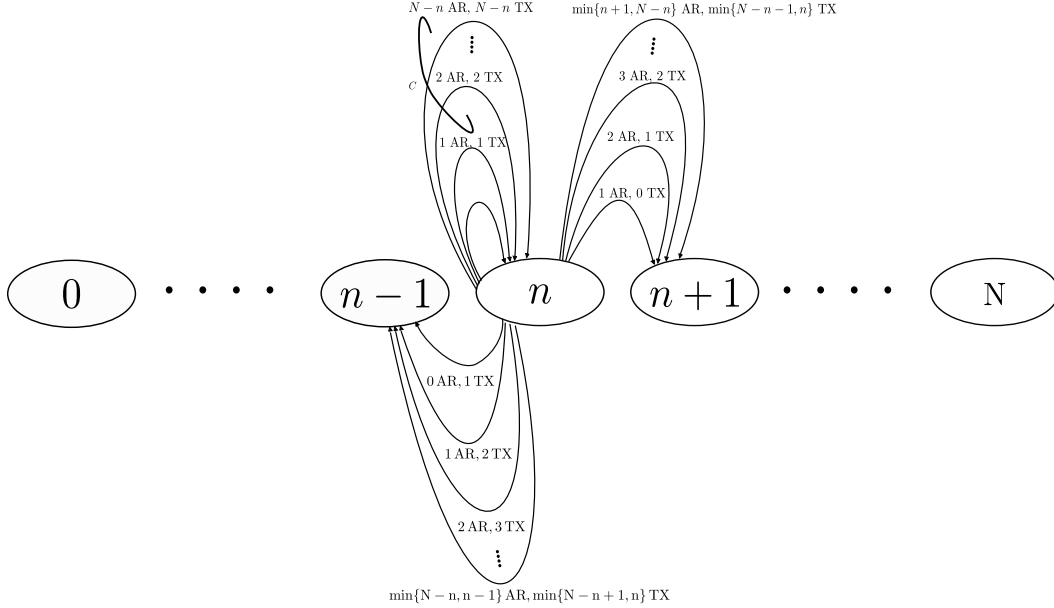 N − n AR, N − n TX
min{n + 1, N − n} AR, min{N − n − 1, n} TX
C
2 AR, 2 TX
3 AR, 2 TX
1 AR, 1 TX
2 AR, 1 TX
1 AR, 0 TX
0 n − 1 n n + 1 N
0 AR, 1 TX
1 AR, 2 TX
2 AR, 3 TX
min{N − n, n − 1} AR, min{N − n + 1, n} TX